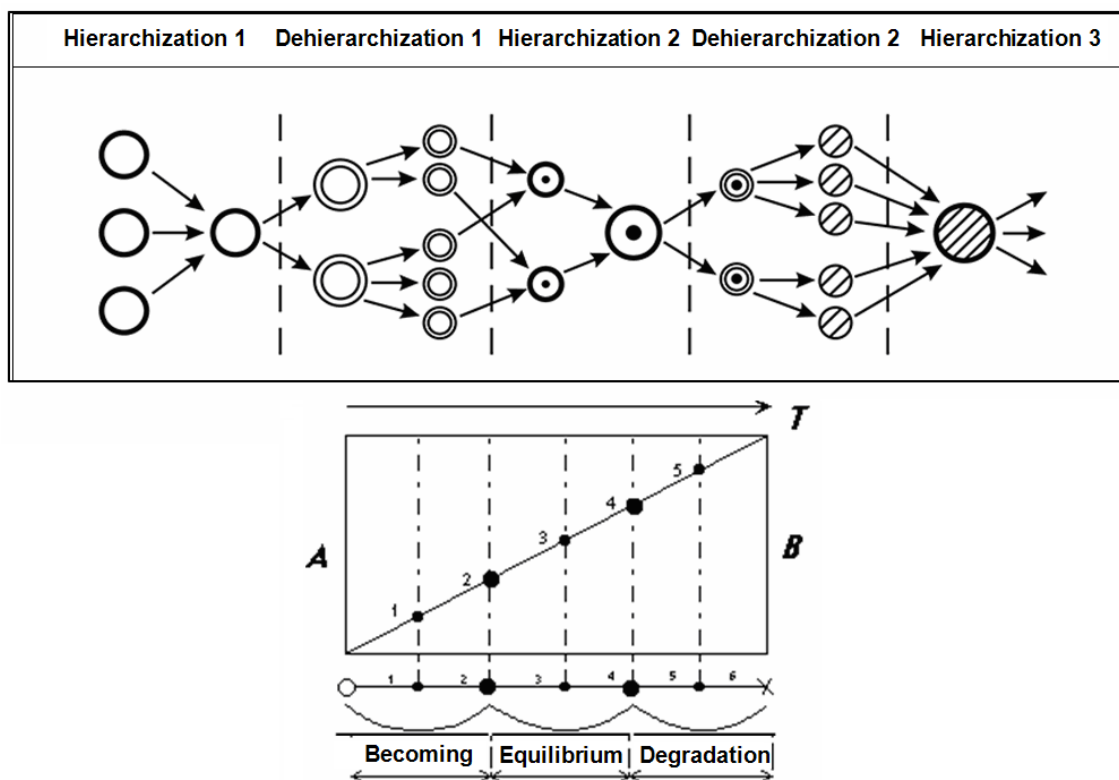 Hierarchization 1 Dehierarchization 1 Hierarchization 2 Dehierarchization 2 Hierarchization 3
T
5
4
A 3 B
2
1
1 2 3 4 5 6
Becoming Equilibrium Degradation